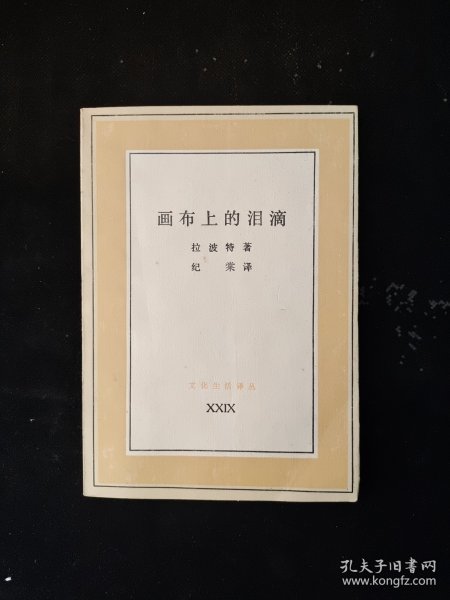 画布上的泪滴
拉波特著
纪棠译
文化生活译丛
XXIX
孔夫子旧书网
www.kongfz.com